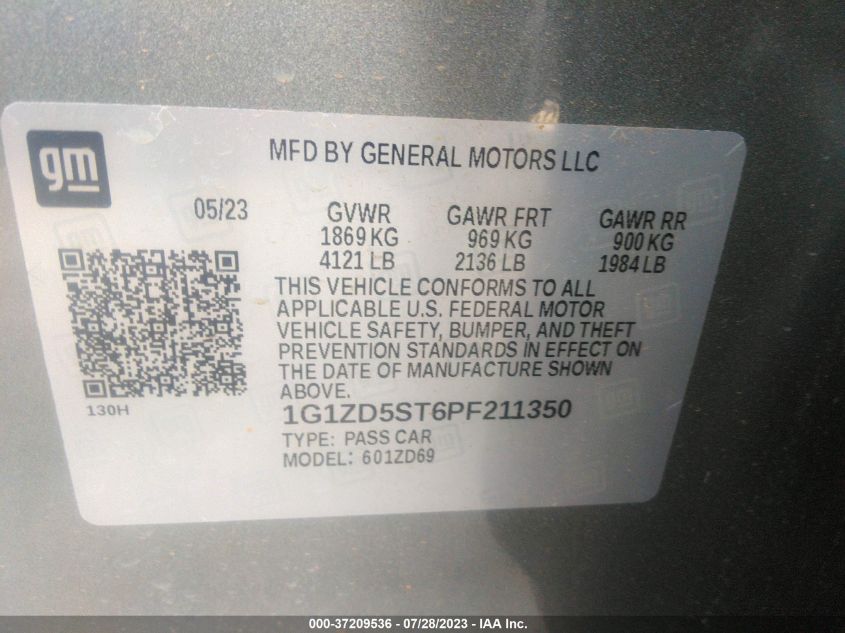 gm
MFD BY GENERAL MOTORS LLC
05/23 GVWR GAWR FRT GAWR RR
1869 KG 969 KG 900 KG
4121 LB 2136 LB 1984 LB
THIS VEHICLE CONFORMS TO ALL
APPLICABLE U.S. FEDERAL MOTOR
VEHICLE SAFETY, BUMPER, AND THEFT
PREVENTION STANDARDS IN EFFECT ON
THE DATE OF MANUFACTURE SHOWN
ABOVE.
130H
1G1ZD5ST6PF211350
TYPE: PASS CAR
MODEL: 601ZD69
000-37209536 - 07/28/2023 - IAA Inc.